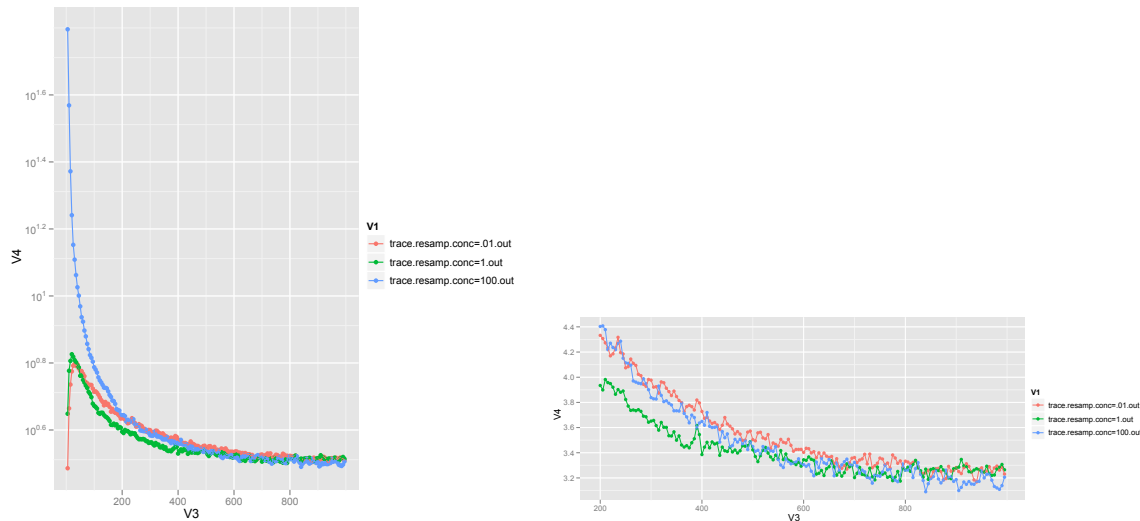 10^1.6
10^1.4
10^1.2
10^1
10^0.8
10^0.6
V4
200 400 600 800
V3
V1
trace.resamp.conc=.01.out
trace.resamp.conc=1.out
trace.resamp.conc=100.out
4.4
4.2
4.0
3.8
3.6
3.4
3.2
V4
200 400 600 800
V3
V1
trace.resamp.conc=.01.out
trace.resamp.conc=1.out
trace.resamp.conc=100.out